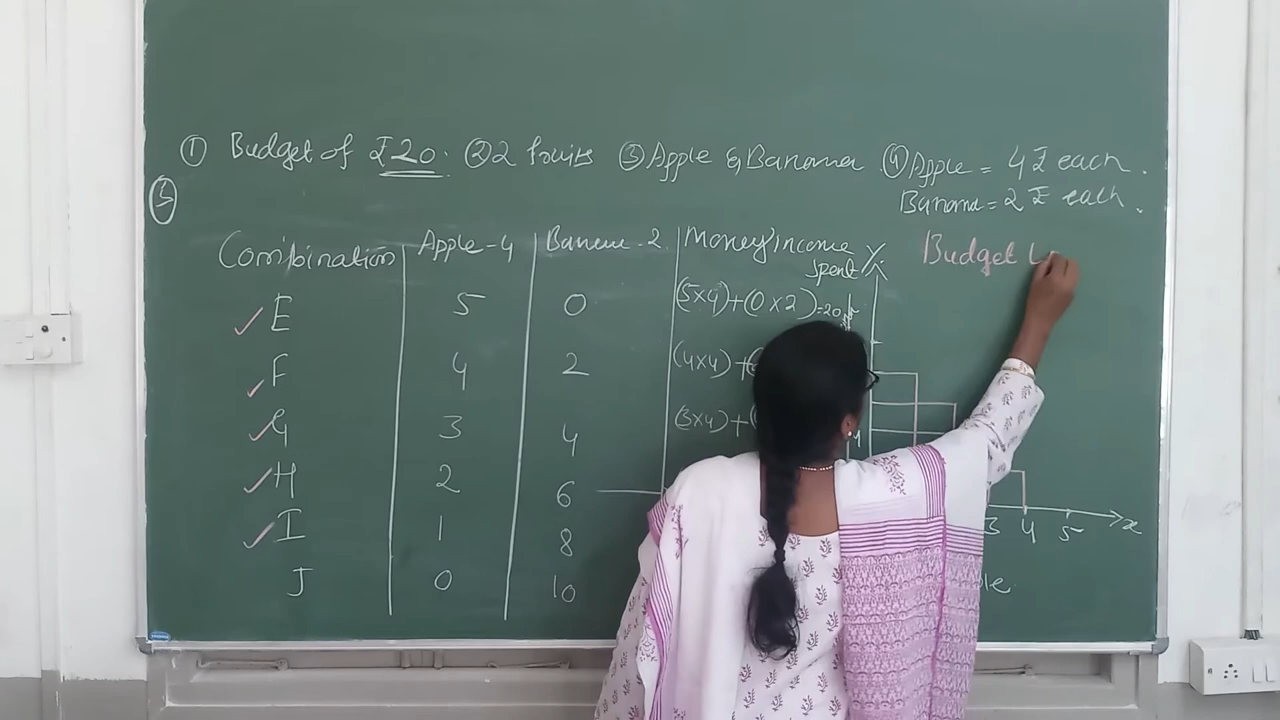 ① Budget of ₹20. ② 2 fruits ③ Apple & Banana ④ Apple = 4₹ each.
Banana = 2₹ each.
⑤
Combination Apple-4 Banana-2 Money Income spent Y
Budget L
E 5 0 (5×4)+(0×2)=20
F 4 2 (4×4)+
G 3 4 (3×4)+
H 2 6
I 1 8
J 0 10
3 4 5 x